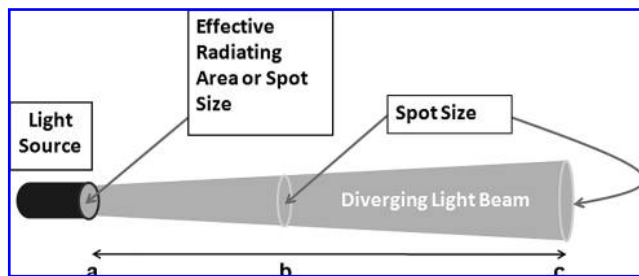 Effective
Radiating
Area or Spot
Size
Light
Source
Spot Size
Diverging Light Beam
a
b
c